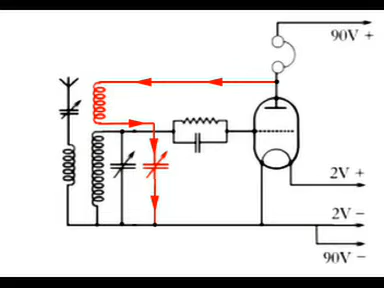 90V +
2V +
2V −
90V −